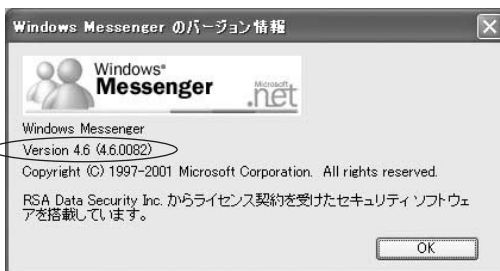 Windows Messenger のバージョン情報
Windows®
Messenger
Microsoft®
.net
Windows Messenger
Version 4.6 (4.6.0082)
Copyright (C) 1997-2001 Microsoft Corporation. All rights reserved.
RSA Data Security Inc. からライセンス契約を受けたセキュリティ ソフトウェ
アを搭載しています。
OK